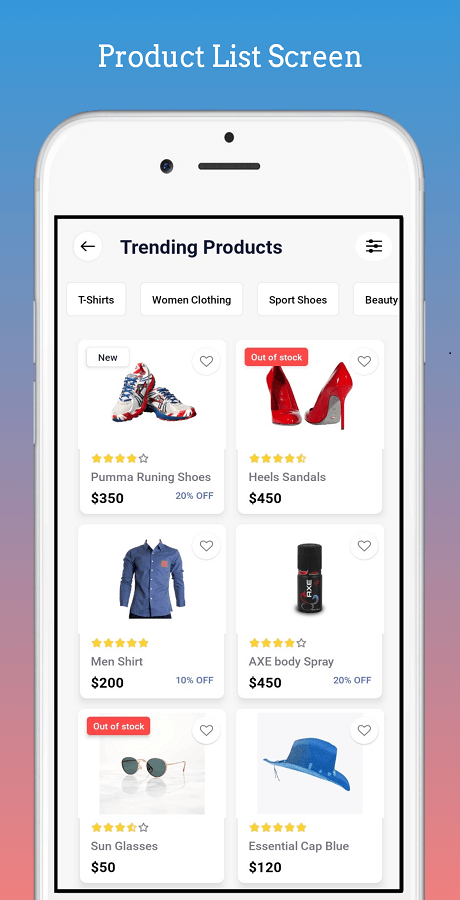 Product List Screen
Trending Products
T-Shirts
Women Clothing
Sport Shoes
Beauty
New
Pumma Runing Shoes
$350
20% OFF
Out of stock
Heels Sandals
$450
Men Shirt
$200
10% OFF
AXE
AXE body Spray
$450
20% OFF
Out of stock
Sun Glasses
$50
Essential Cap Blue
$120